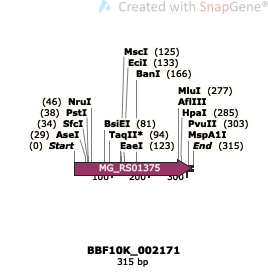 Created with SnapGene®
MscI (125)
EciI (133)
BanI (166)
MluI (277)
(46) NruI AflIII
(38) PstI HpaI (285)
(34) SfcI BsiEI (81) PvuII (303)
(29) AseI TaqII* (94) MspA1I
(0) Start EaeI (123) End (315)
MG_RS01375
100 200 300
BBF10K_002171
315 bp